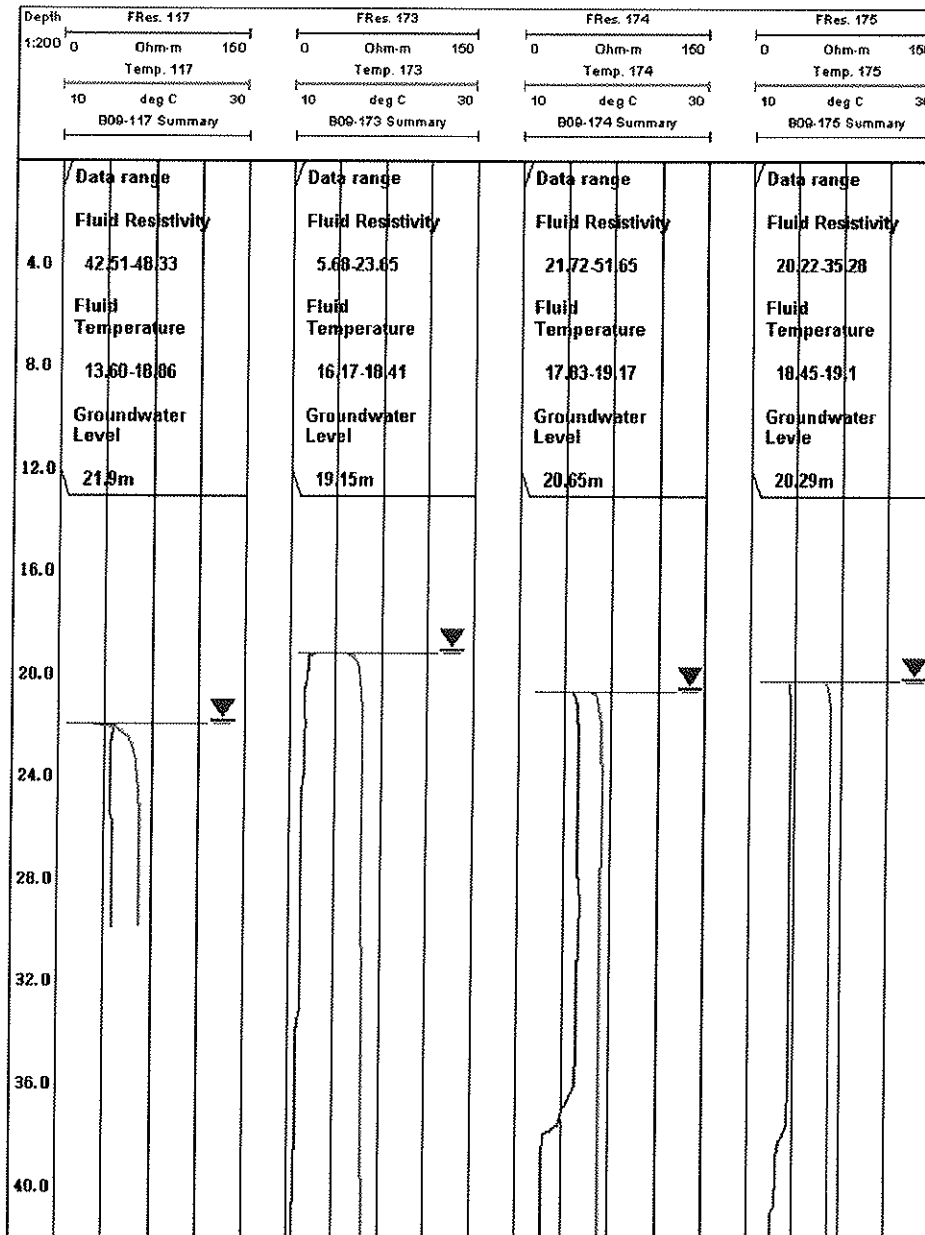 Depth
1:200
FRes. 117
0 Ohm-m 150
Temp. 117
10 deg C 30
B09-117 Summary
FRes. 173
0 Ohm-m 150
Temp. 173
10 deg C 30
B09-173 Summary
FRes. 174
0 Ohm-m 150
Temp. 174
10 deg C 30
B09-174 Summary
FRes. 175
0 Ohm-m 150
Temp. 175
10 deg C 30
B09-175 Summary
Data range
Fluid Resistivity
42.51-48.33
Fluid
Temperature
13.60-18.86
Groundwater
Level
21.9m
Data range
Fluid Resistivity
5.68-23.65
Fluid
Temperature
16.17-18.41
Groundwater
Level
19.15m
Data range
Fluid Resistivity
21.72-51.65
Fluid
Temperature
17.83-19.17
Groundwater
Level
20.65m
Data range
Fluid Resistivity
20.22-35.28
Fluid
Temperature
18.45-19.1
Groundwater
Levle
20.29m
4.0
8.0
12.0
16.0
20.0
24.0
28.0
32.0
36.0
40.0